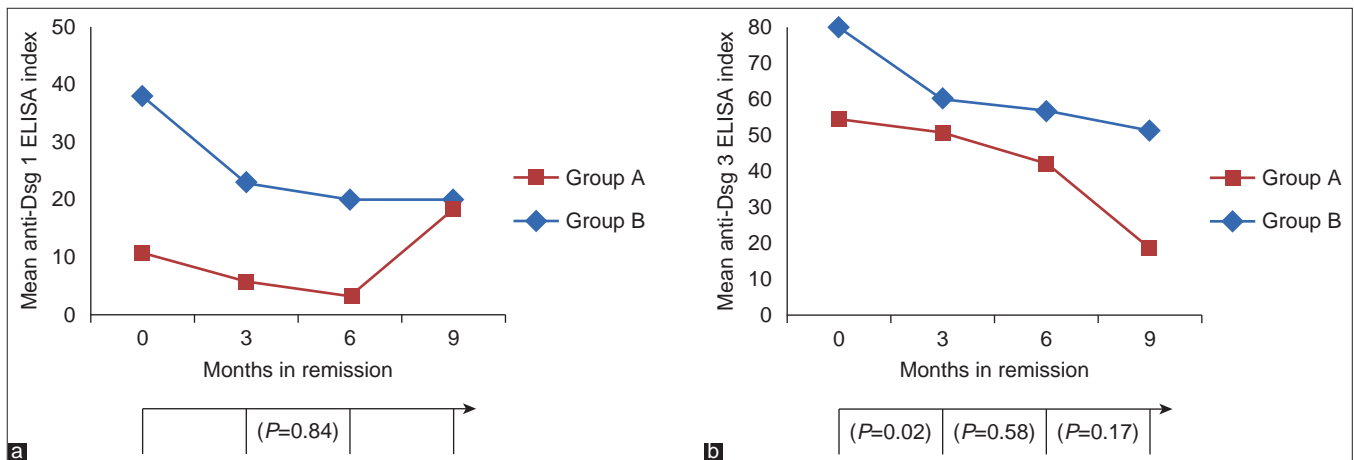 Mean anti-Dsg 1 ELISA index
50
40
30
20
10
0
0 3 6 9
Months in remission
Group A
Group B
(P=0.84)
a
Mean anti-Dsg 3 ELISA index
80
70
60
50
40
30
20
10
0
0 3 6 9
Months in remission
Group A
Group B
(P=0.02) (P=0.58) (P=0.17)
b